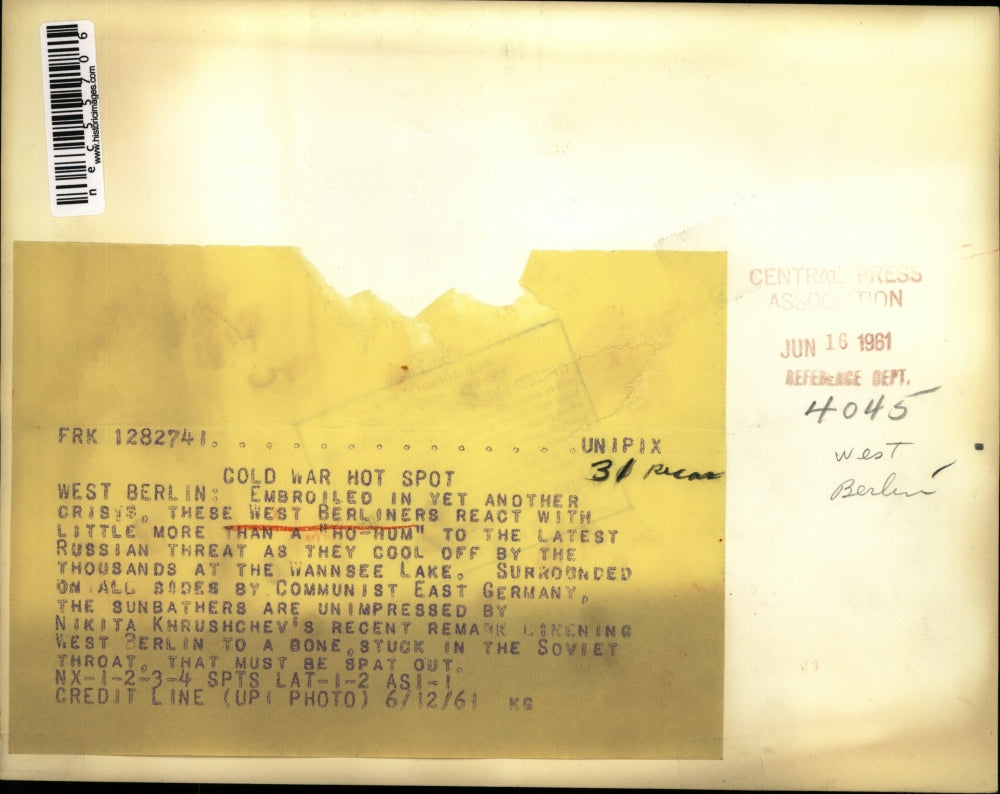 necs55706
www.historicimages.com
CENTRAL PRESS
ASSOCIATION
JUN 16 1961
REFERENCE DEPT.
4045
West
Berlin
FRK 1282741. . . . . . . . . . . . . . .UNIPIX
31
COLD WAR HOT SPOT
WEST BERLIN: EMBROILED IN YET ANOTHER
CRISIS, THESE WEST BERLINERS REACT WITH
LITTLE MORE THAN A "HO-HUM" TO THE LATEST
RUSSIAN THREAT AS THEY COOL OFF BY THE
THOUSANDS AT THE WANNSEE LAKE. SURROUNDED
ON ALL SIDES BY COMMUNIST EAST GERMANY,
THE SUNBATHERS ARE UNIMPRESSED BY
NIKITA KHRUSHCHEV'S RECENT REMARK LIKENING
WEST BERLIN TO A BONE, STUCK IN THE SOVIET
THROAT, THAT MUST BE SPAT OUT.
NX-1-2-3-4 SPTS LAT-1-2 ASI-1
CREDIT LINE (UPI PHOTO) 6/12/61 KG